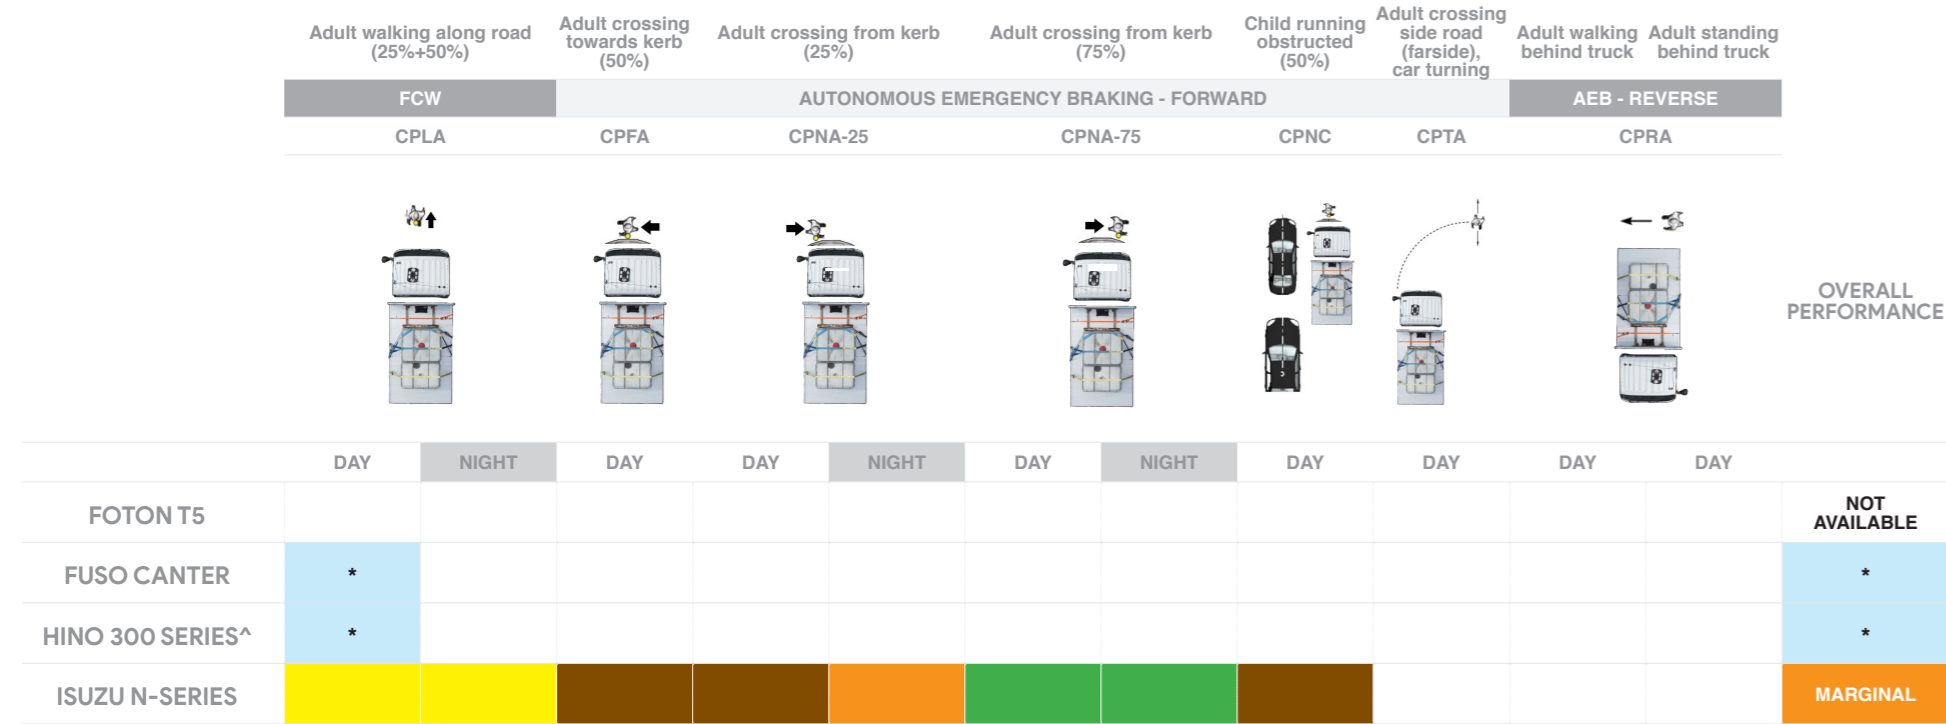 Adult walking along road
(25%+50%)
Adult crossing
towards kerb
(50%)
Adult crossing from kerb
(25%)
Adult crossing from kerb
(75%)
Child running
obstructed
(50%)
Adult crossing
side road
(farside),
car turning
Adult walking
behind truck
Adult standing
behind truck
FCW
AUTONOMOUS EMERGENCY BRAKING - FORWARD
AEB - REVERSE
CPLA
CPFA
CPNA-25
CPNA-75
CPNC
CPTA
CPRA
OVERALL
PERFORMANCE
DAY NIGHT DAY DAY NIGHT DAY NIGHT DAY DAY DAY DAY
FOTON T5
NOT
AVAILABLE
FUSO CANTER * *
HINO 300 SERIES^ * *
ISUZU N-SERIES MARGINAL